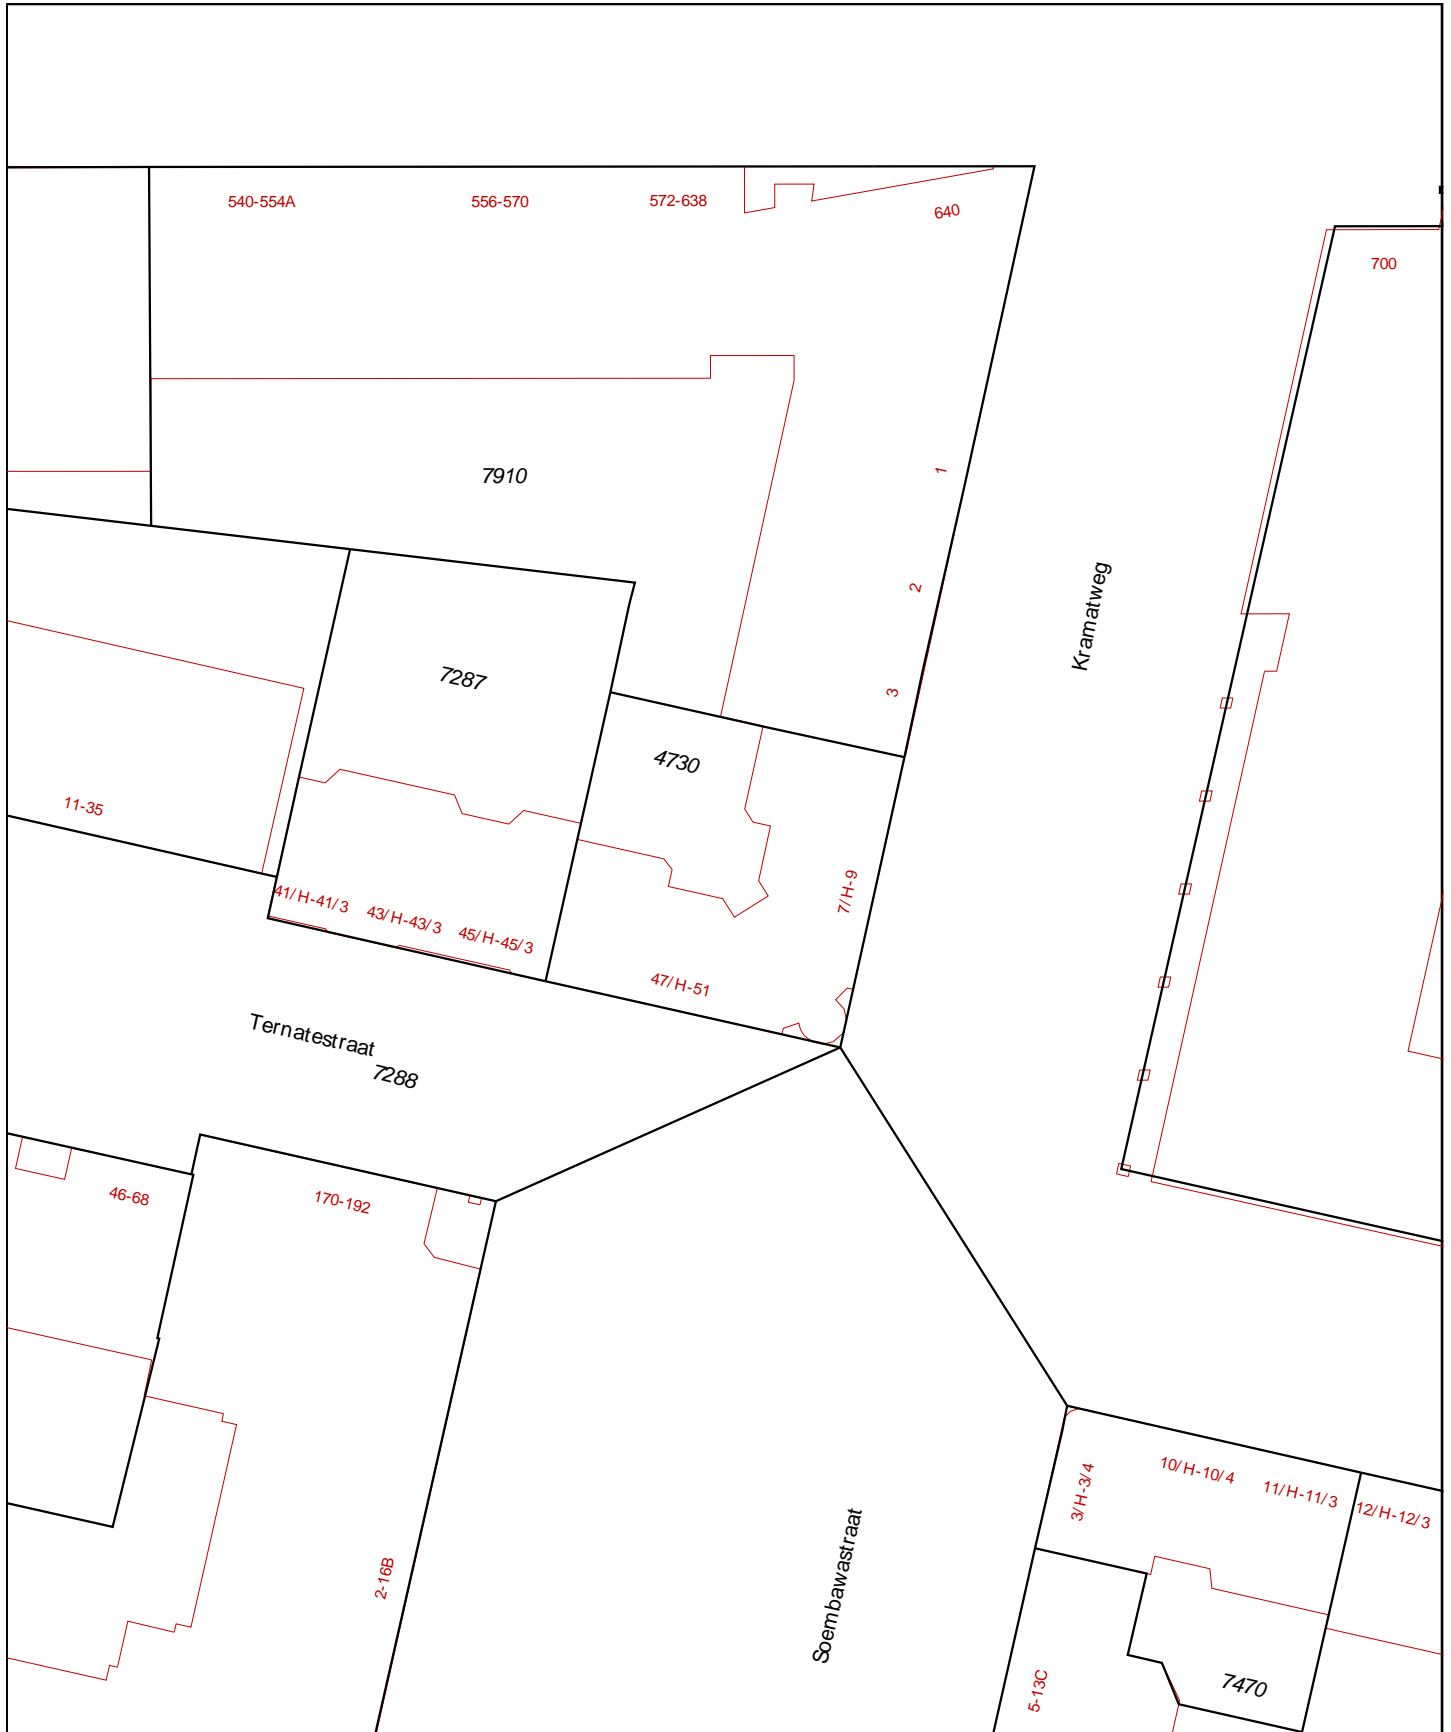 540-554A
556-570
572-638
640
700
7910
1
2
3
Kramatweg
7287
4730
11-35
41/H-41/3
43/H-43/3
45/H-45/3
7/H-9
47/H-51
Ternatestraat
7288
46-68
170-192
2-16B
Soembawastraat
3/H-3/4
10/H-10/4
11/H-11/3
12/H-12/3
5-13C
7470